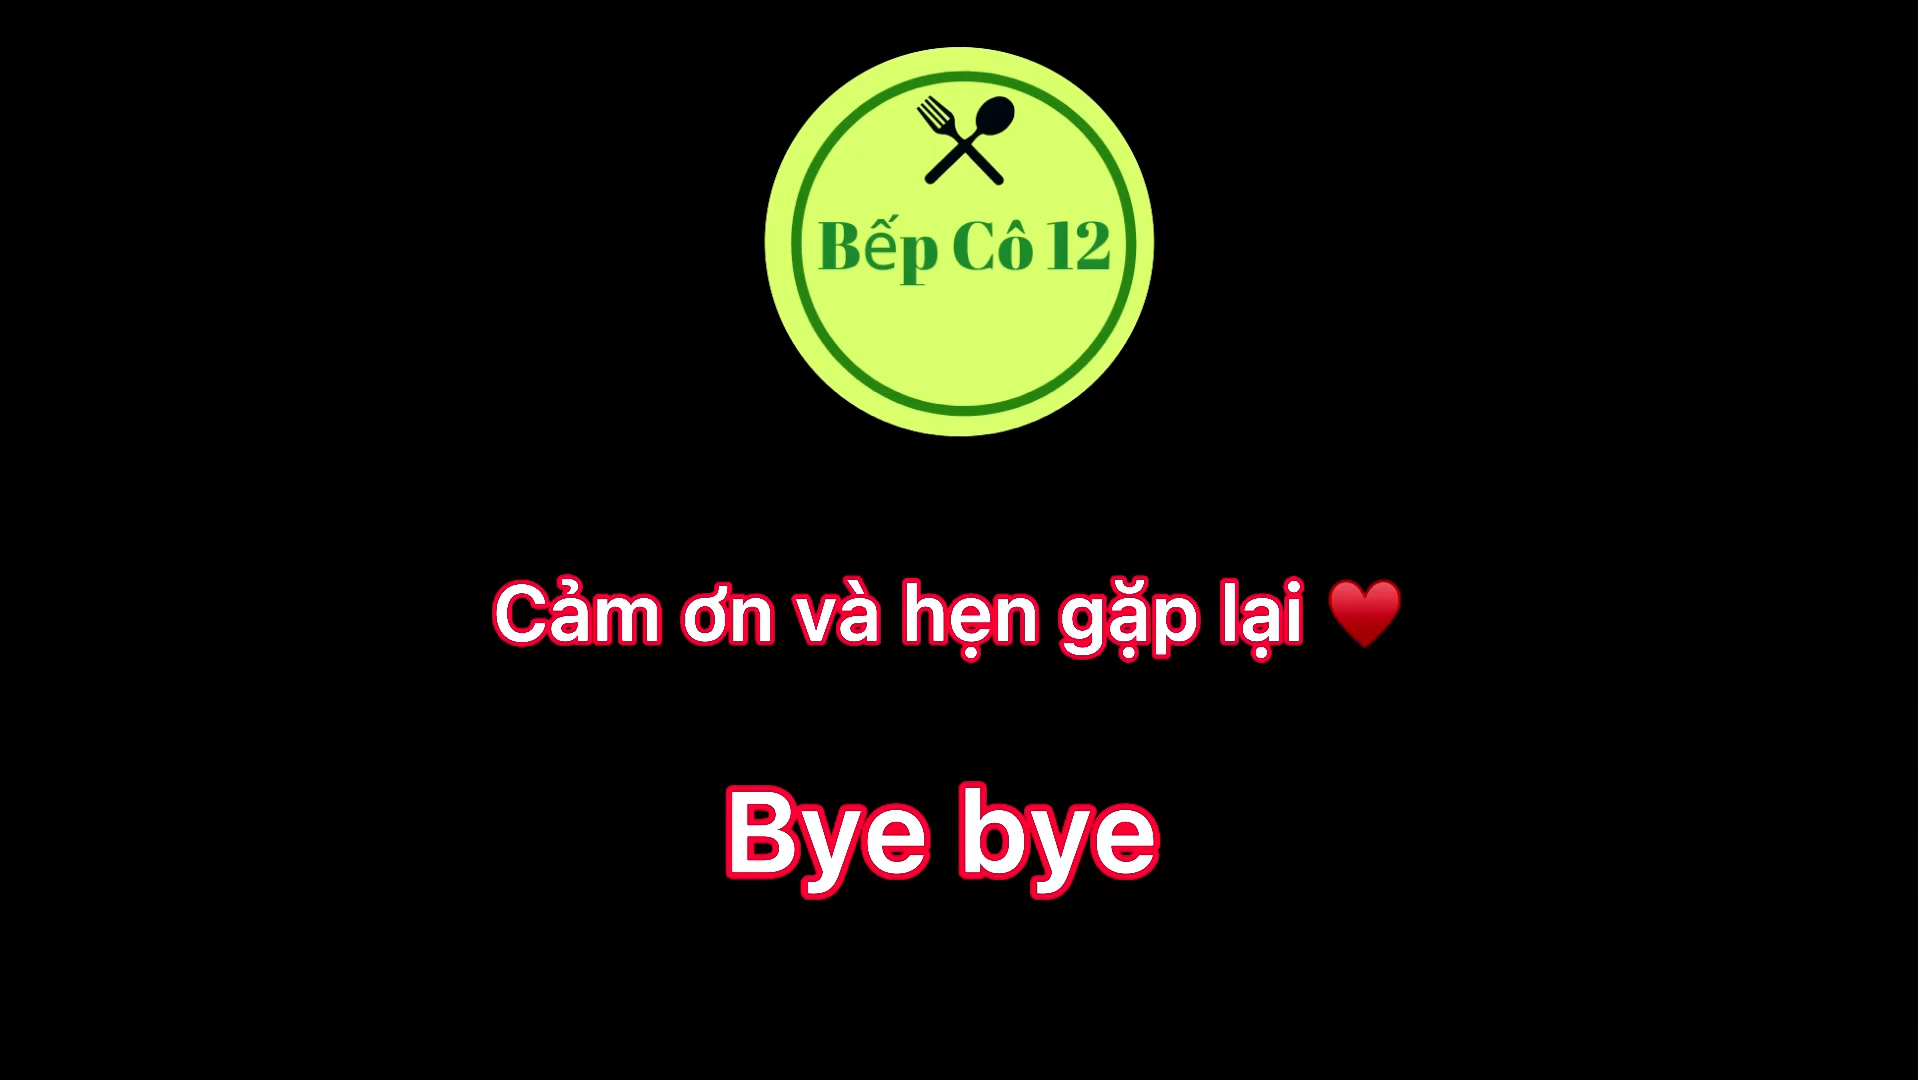 Bếp Cô 12
Cảm ơn và hẹn gặp lại ♥️
Bye bye